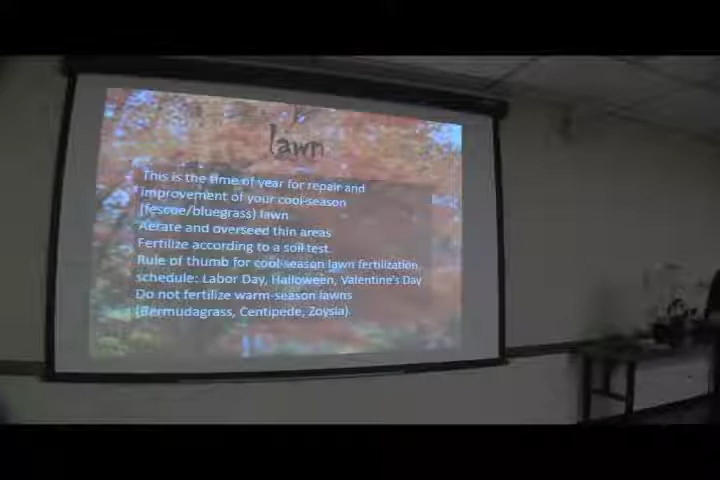 lawn
This is the time of year for repair and
improvement of your cool-season
(fescue/bluegrass) lawn
Aerate and overseed thin areas
Fertilize according to a soil test.
Rule of thumb for cool-season lawn fertilization
schedule: Labor Day, Halloween, Valentine's Day
Do not fertilize warm-season lawns
(Bermudagrass, Centipede, Zoysia).